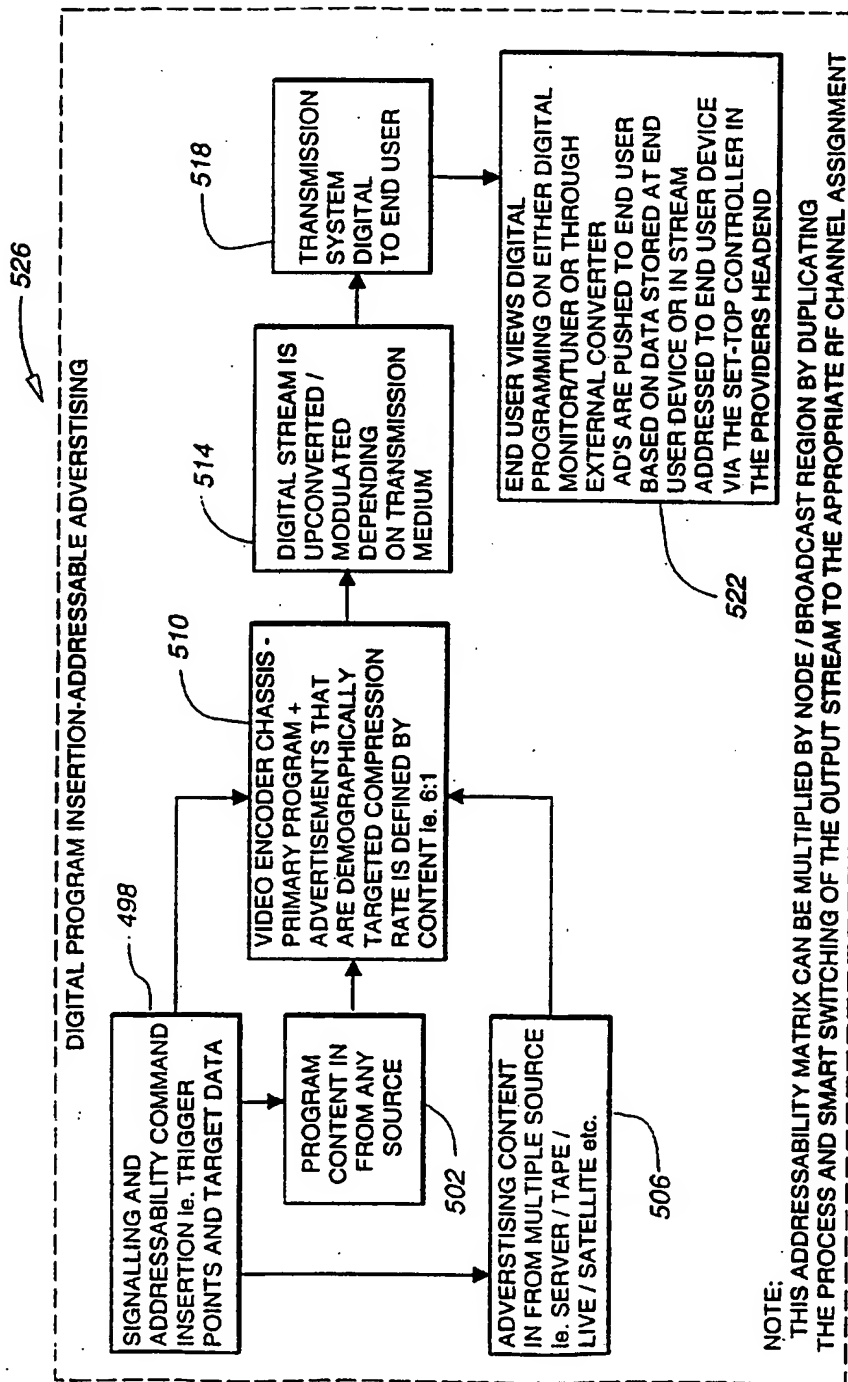 526
DIGITAL PROGRAM INSERTION-ADDRESSABLE ADVERSTISING
498
SIGNALLING AND
ADDRESSABILITY COMMAND
INSERTION Ie. TRIGGER
POINTS AND TARGET DATA
PROGRAM
CONTENT IN
FROM ANY
SOURCE
502
ADVERSTISING CONTENT
IN FROM MULTIPLE SOURCE
Ie. SERVER / TAPE /
LIVE / SATELLITE etc.
506
510
VIDEO ENCODER CHASSIS -
PRIMARY PROGRAM +
ADVERTISEMENTS THAT
ARE DEMOGRAPHICALLY
TARGETED COMPRESSION
RATE IS DEFINED BY
CONTENT Ie. 6:1
514
DIGITAL STREAM IS
UPCONVERTED /
MODULATED
DEPENDING
ON TRANSMISSION
MEDIUM
518
TRANSMISSION
SYSTEM
DIGITAL
TO END USER
END USER VIEWS DIGITAL
PROGRAMMING ON EITHER DIGITAL
MONITOR/TUNER OR THROUGH
EXTERNAL CONVERTER
AD'S ARE PUSHED TO END USER
BASED ON DATA STORED AT END
USER DEVICE OR IN STREAM
ADDRESSED TO END USER DEVICE
VIA THE SET-TOP CONTROLLER IN
THE PROVIDERS HEADEND
522
NOTE:
THIS ADDRESSABILITY MATRIX CAN BE MULTIPLIED BY NODE / BROADCAST REGION BY DUPLICATING
THE PROCESS AND SMART SWITCHING OF THE OUTPUT STREAM TO THE APPROPRIATE RF CHANNEL ASSIGNMENT